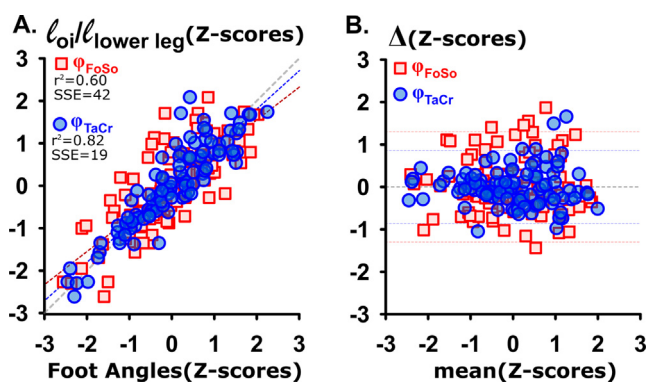 A.
ℓoi/ℓlower leg(Z-scores)
φFoSo
r²=0.60
SSE=42
φTaCr
r²=0.82
SSE=19
3
2
1
0
-1
-2
-3
-3 -2 -1 0 1 2 3
Foot Angles(Z-scores)
B.
Δ(Z-scores)
φFoSo
φTaCr
3
2
1
0
-1
-2
-3
-3 -2 -1 0 1 2 3
mean(Z-scores)